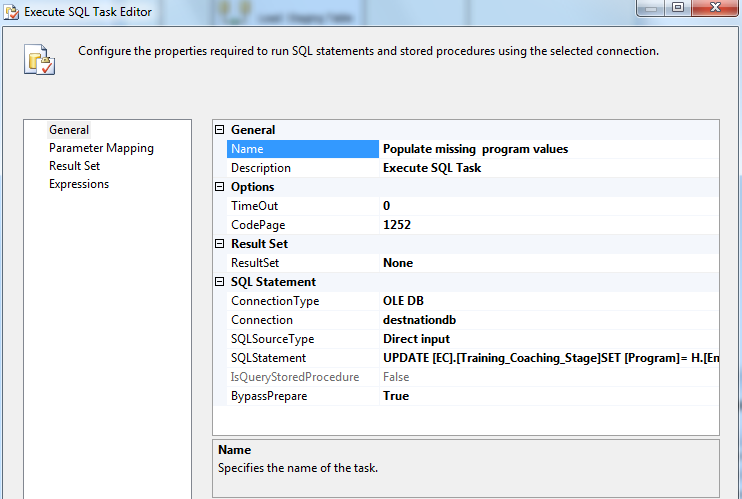 Execute SQL Task Editor
Load Staging Table
Configure the properties required to run SQL statements and stored procedures using the selected connection.
General
Parameter Mapping
Result Set
Expressions
General
Name Populate missing  program values
Description Execute SQL Task
Options
TimeOut 0
CodePage 1252
Result Set
ResultSet None
SQL Statement
ConnectionType OLE DB
Connection destnationdb
SQLSourceType Direct input
SQLStatement UPDATE [EC].[Training_Coaching_Stage]SET [Program]= H.[Em
IsQueryStoredProcedure False
BypassPrepare True
Name
Specifies the name of the task.